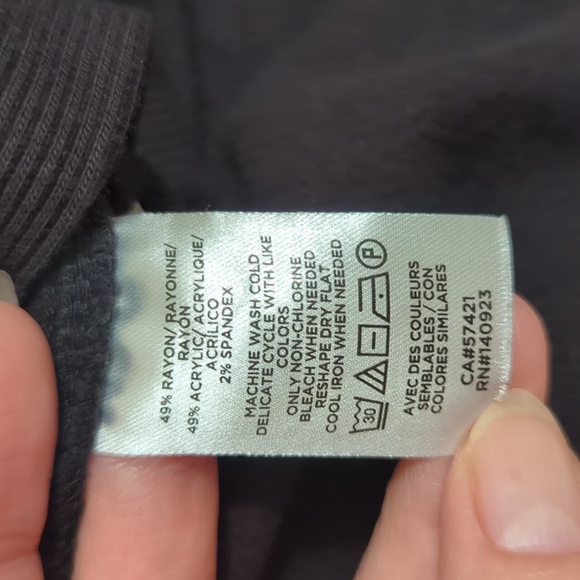 49% RAYON/ RAYONNE/
RAYON
49% ACRYLIC/ ACRYLIQUE/
ACRÍLICO
2% SPANDEX
MACHINE WASH COLD
DELICATE CYCLE WITH LIKE
COLORS
ONLY NON-CHLORINE
BLEACH WHEN NEEDED
RESHAPE DRY FLAT
COOL IRON WHEN NEEDED
30 P
AVEC DES COULEURS
SEMBLABLES / CON
COLORES SIMILARES
CA#57421
RN#140923